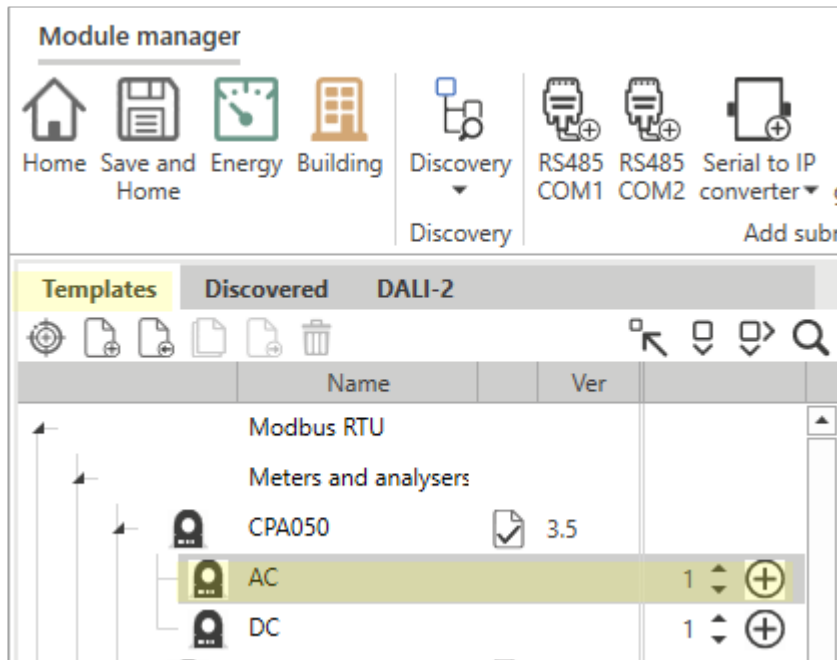 Module manager
Home Save and Home Energy Building Discovery RS485 COM1 RS485 COM2 Serial to IP converter
Discovery Add
Templates Discovered DALI-2
Name Ver
Modbus RTU
Meters and analysers
CPA050 3.5
AC 1
DC 1